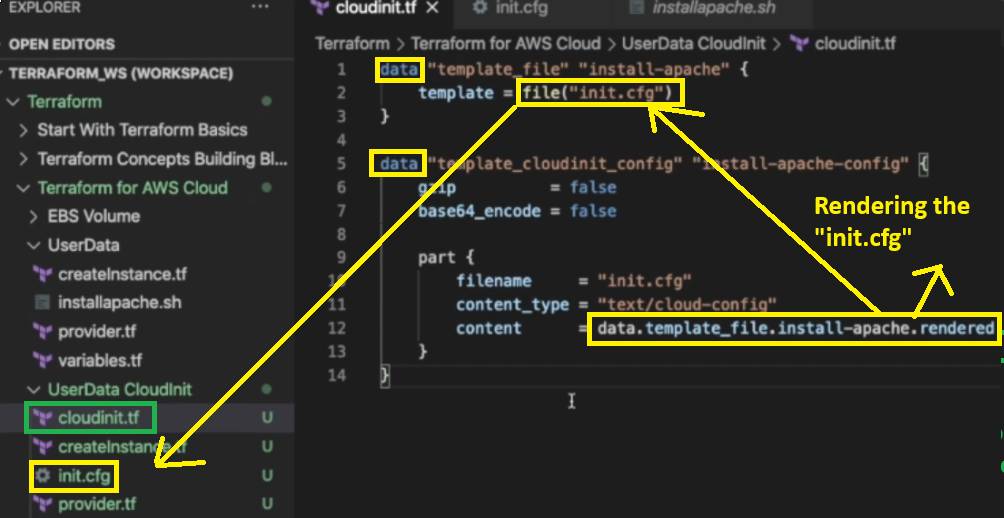 EXPLORER ...
OPEN EDITORS
TERRAFORM_WS (WORKSPACE)
Terraform
Start With Terraform Basics
Terraform Concepts Building Bl...
Terraform for AWS Cloud
EBS Volume
UserData
createInstance.tf
installapache.sh
provider.tf
variables.tf
UserData CloudInit
cloudinit.tf U
createInstance.tf U
init.cfg U
provider.tf U
cloudinit.tf × init.cfg installapache.sh
Terraform > Terraform for AWS Cloud > UserData CloudInit > cloudinit.tf
1 data "template_file" "install-apache" {
2 template = file("init.cfg")
3 }
4
5 data "template_cloudinit_config" "install-apache-config" {
6 gzip = false
7 base64_encode = false
8
9 part {
10 filename = "init.cfg"
11 content_type = "text/cloud-config"
12 content = data.template_file.install-apache.rendered
13 }
14 }
Rendering the
"init.cfg"